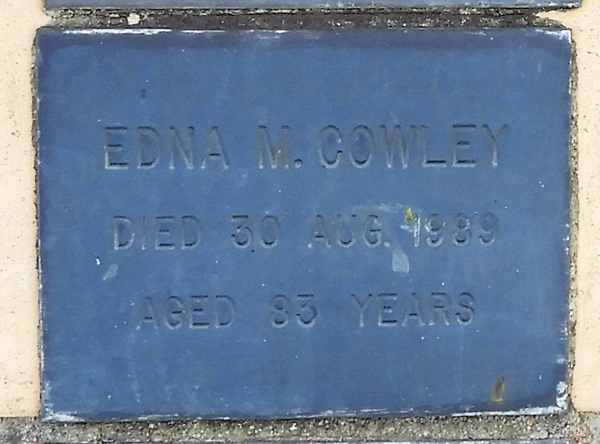 EDNA M. COWLEY
DIED 30 AUG. 1989
AGED 83 YEARS